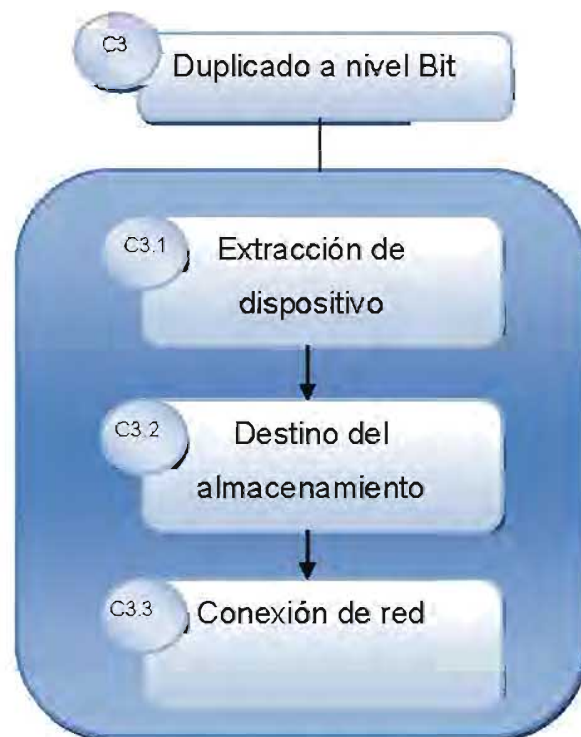 C3
Duplicado a nivel Bit
C3.1
Extracción de
dispositivo
C3.2
Destino del
almacenamiento
C3.3
Conexión de red